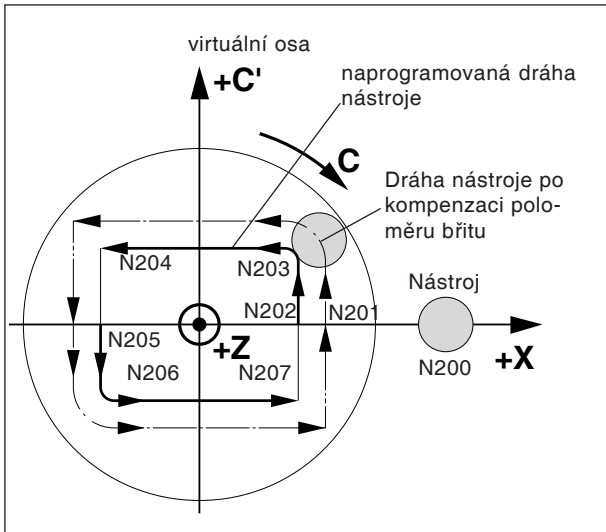 virtuální osa
+C'
naprogramovaná dráha
nástroje
C
Dráha nástroje po
kompenzaci polo-
měru břitu
N204
N203
Nástroj
N202
N201
N205
+Z
+X
N206
N207
N200